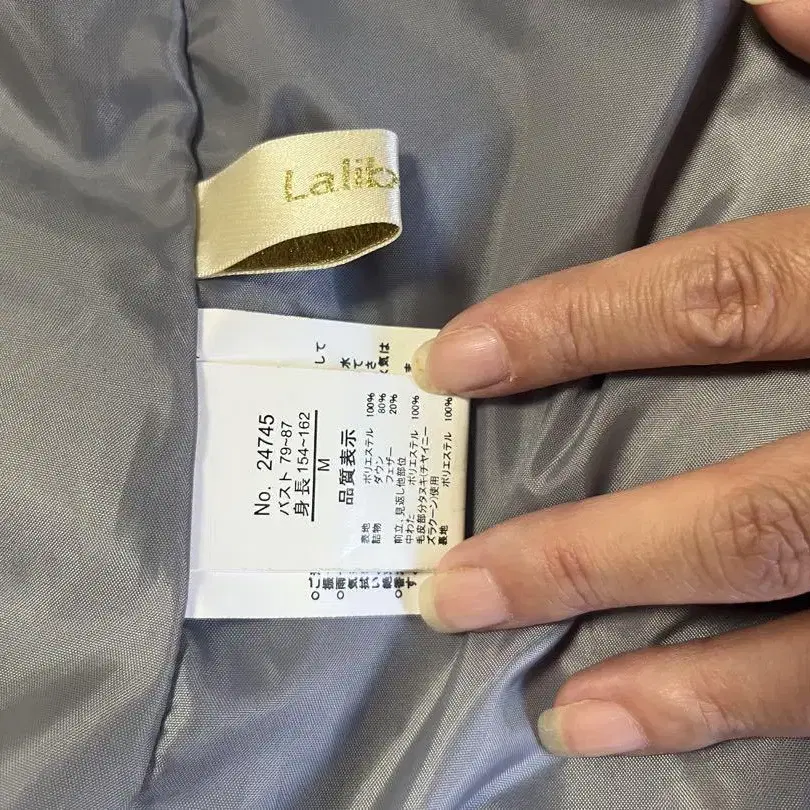 No. 24745
バスト 79~87
身長 154~162
M
品質表示
表地 ポリエステル 100%
詰物 ダウン 80%
フェザー 20%
前立、見返し他部位
中わた ポリエステル 100%
毛皮部分タヌキ(チャイニー
ズラクーン)使用
裏地 ポリエステル 100%